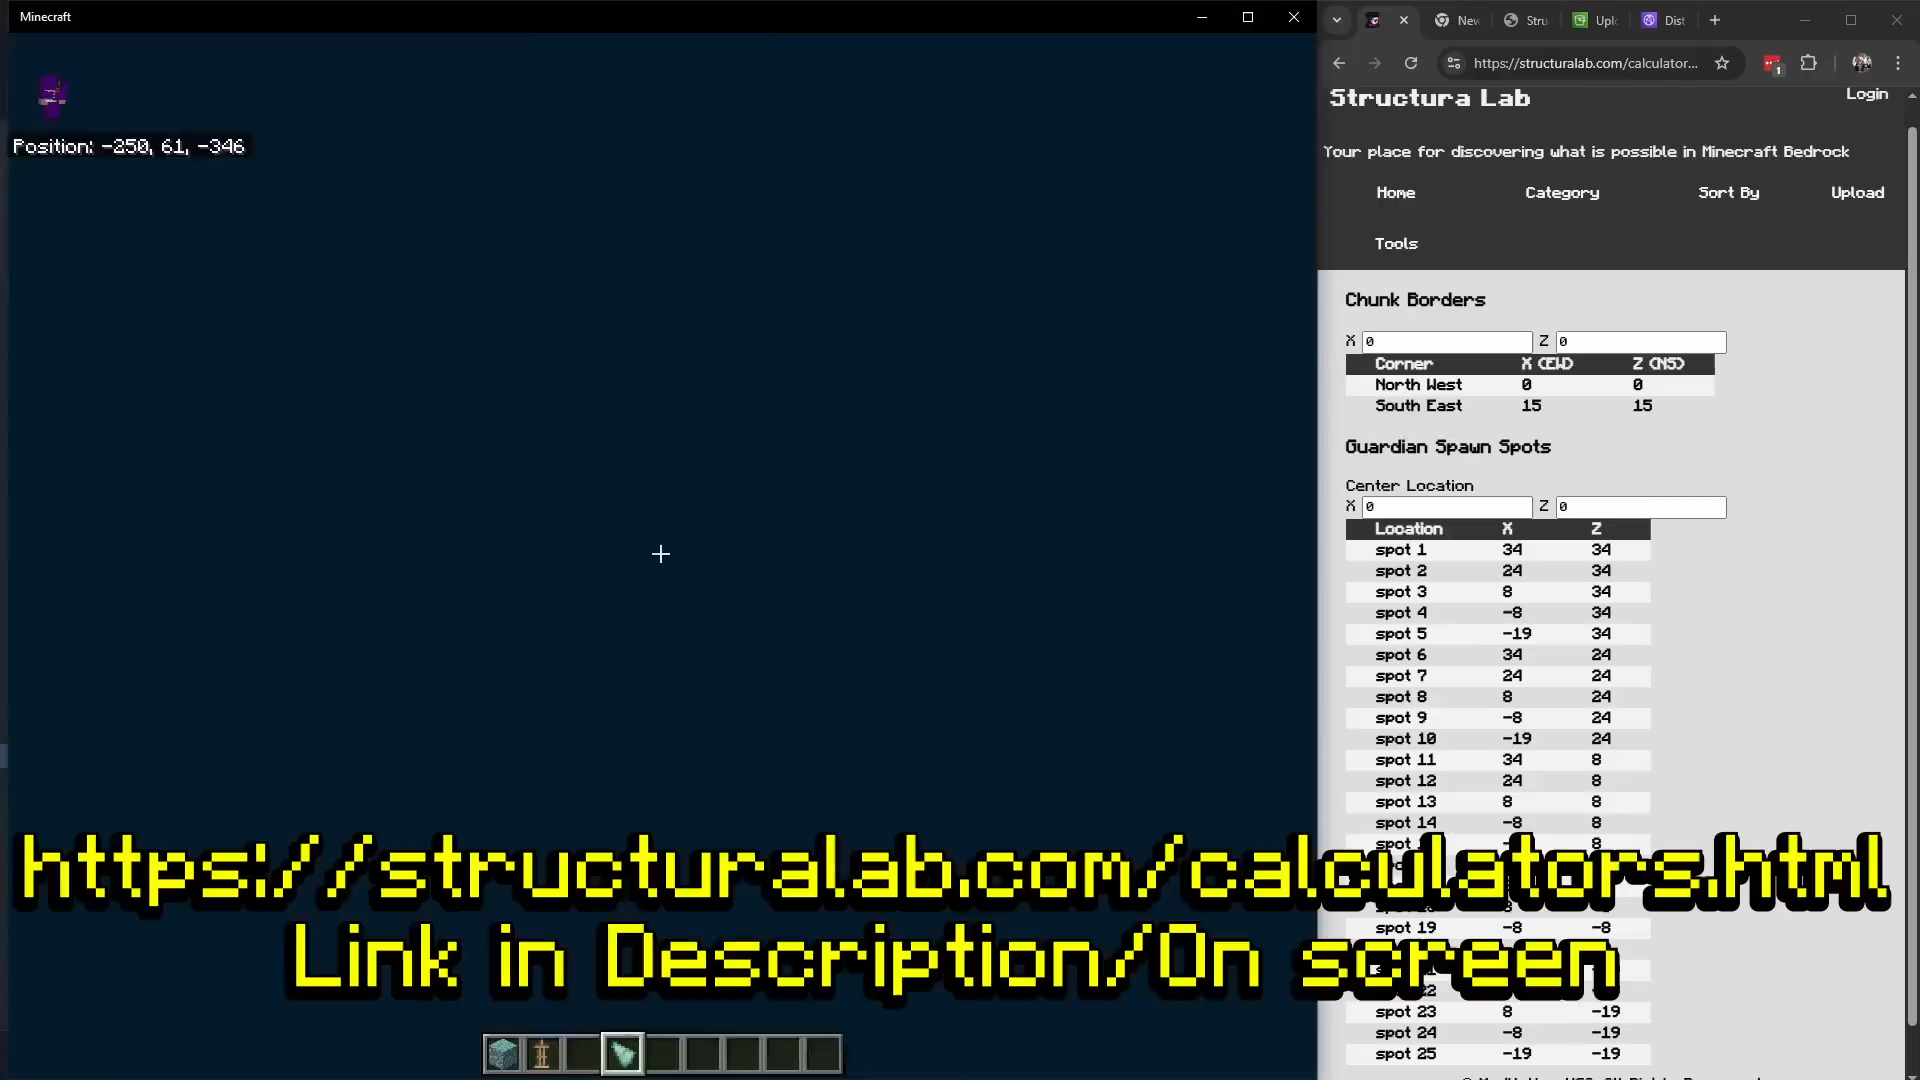 Minecraft
Position: -250, 61, -346
New
Stru
Uplo
Dist
https://structuralab.com/calculator...
1
Structura Lab
Login
Your place for discovering what is possible in Minecraft Bedrock
Home Category Sort By Upload
Tools
Chunk Borders
X 0 Z 0
Corner X (EW) Z (NS)
North West 0 0
South East 15 15
Guardian Spawn Spots
Center Location
X 0 Z 0
Location X Z
spot 1 34 34
spot 2 24 34
spot 3 8 34
spot 4 -8 34
spot 5 -19 34
spot 6 34 24
spot 7 24 24
spot 8 8 24
spot 9 -8 24
spot 10 -19 24
spot 11 34 8
spot 12 24 8
spot 13 8 8
spot 14 -8 8
https://structuralab.com/calculators.html
spot 19 -8 -8
Link in Description/On screen
spot 23 8 -19
spot 24 -8 -19
spot 25 -19 -19